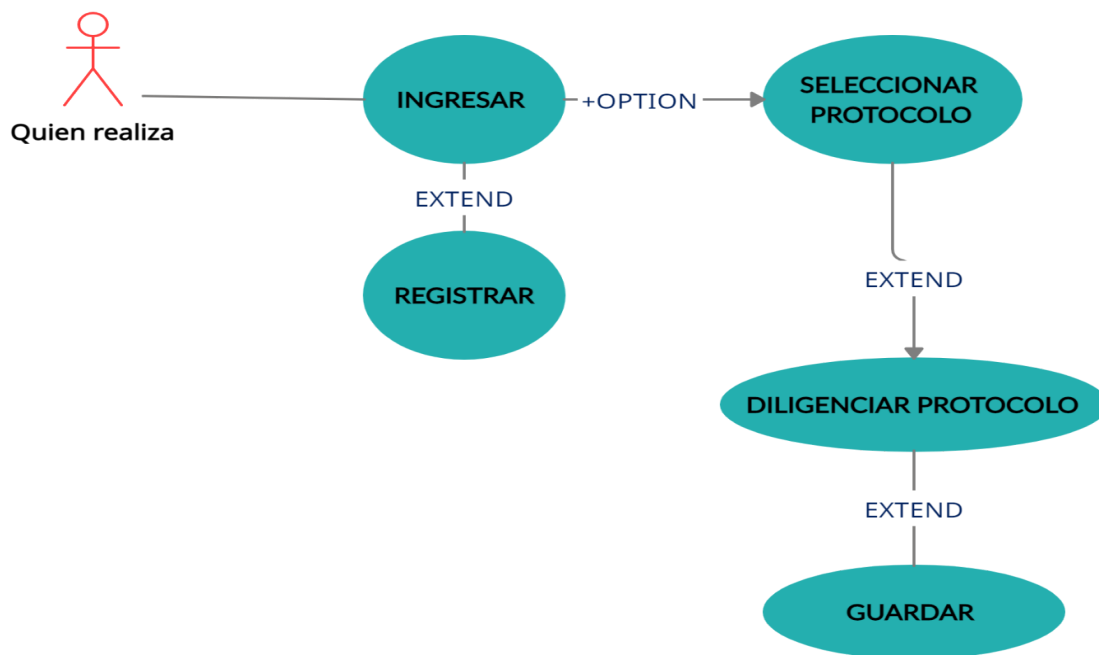 Quien realiza
INGRESAR
+OPTION
SELECCIONAR
PROTOCOLO
EXTEND
REGISTRAR
EXTEND
DILIGENCIAR PROTOCOLO
EXTEND
GUARDAR